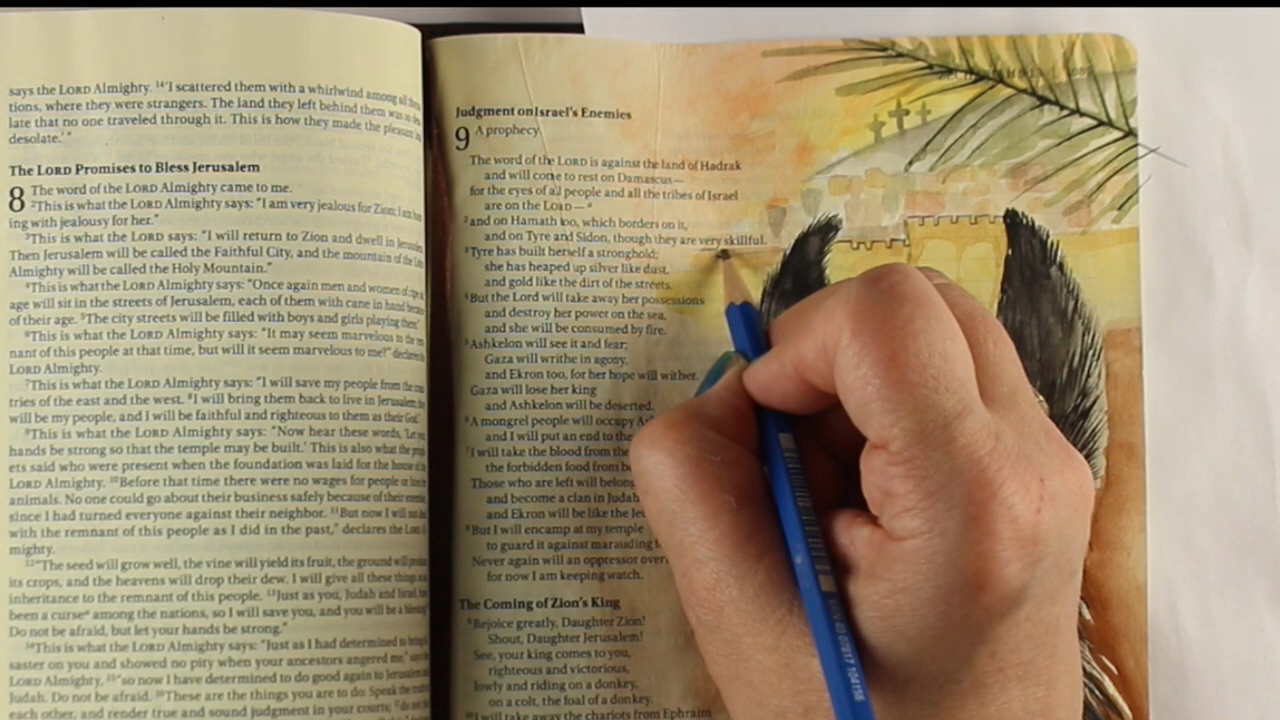 says the LORD Almighty. 14“I scattered them with a whirlwind among all the
tions, where they were strangers. The land they left behind them was so
late that no one traveled through it. This is how they made the pleasant
desolate.’”
The LORD Promises to Bless Jerusalem
8 The word of the LORD Almighty came to me.
2This is what the LORD Almighty says: “I am very jealous for Zion; I am
ing with jealousy for her.”
3This is what the LORD says: “I will return to Zion and dwell in
Then Jerusalem will be called the Faithful City, and the mountain of the
Almighty will be called the Holy Mountain.”
4This is what the LORD Almighty says: “Once again men and women of ripe
age will sit in the streets of Jerusalem, each of them with cane in hand because
of their age. 5The city streets will be filled with boys and girls playing there.”
6This is what the LORD Almighty says: “It may seem marvelous to the
nant of this people at that time, but will it seem marvelous to me?” declares
LORD Almighty.
7This is what the LORD Almighty says: “I will save my people from the
tries of the east and the west. 8I will bring them back to live in Jerusalem;
will be my people, and I will be faithful and righteous to them as their God.”
9This is what the LORD Almighty says: “Now hear these words, ‘Let
hands be strong so that the temple may be built.’ This is also what the
ets said who were present when the foundation was laid for the house of
LORD Almighty. 10Before that time there were no wages for people or
animals. No one could go about their business safely because of their
since I had turned everyone against their neighbor. 11But now I will not
with the remnant of this people as I did in the past,” declares the LORD
mighty.
12“The seed will grow well, the vine will yield its fruit, the ground will
its crops, and the heavens will drop their dew. I will give all these things
inheritance to the remnant of this people. 13Just as you, Judah and Israel,
been a curse among the nations, so I will save you, and you will be a blessing
Do not be afraid, but let your hands be strong.”
14This is what the LORD Almighty says: “Just as I had determined to bring
saster on you and showed no pity when your ancestors angered me,” says
LORD Almighty, 15“so now I have determined to do good again to Jerusalem and
Judah. Do not be afraid. 16These are the things you are to do: Speak the
each other, and render true and sound judgment in your courts;
Judgment on Israel’s Enemies
9 A prophecy:
The word of the LORD is against the land of Hadrak
and will come to rest on Damascus—
for the eyes of all people and all the tribes of Israel
are on the LORD—a
2and on Hamath too, which borders on it,
and on Tyre and Sidon, though they are very skillful.
3Tyre has built herself a stronghold;
she has heaped up silver like dust,
and gold like the dirt of the streets.
4But the Lord will take away her possessions
and destroy her power on the sea,
and she will be consumed by fire.
5Ashkelon will see it and fear;
Gaza will writhe in agony,
and Ekron too, for her hope will wither.
Gaza will lose her king
and Ashkelon will be deserted.
6A mongrel people will occupy
and I will put an end to the
7I will take the blood from the
the forbidden food from
Those who are left will belong
and become a clan in Judah
and Ekron will be like the
8But I will encamp at my temple
to guard it against marauding
Never again will an oppressor
for now I am keeping watch.
The Coming of Zion’s King
9Rejoice greatly, Daughter Zion!
Shout, Daughter Jerusalem!
See, your king comes to you,
righteous and victorious,
lowly and riding on a donkey,
on a colt, the foal of a donkey.
10I will take away the chariots from Ephraim